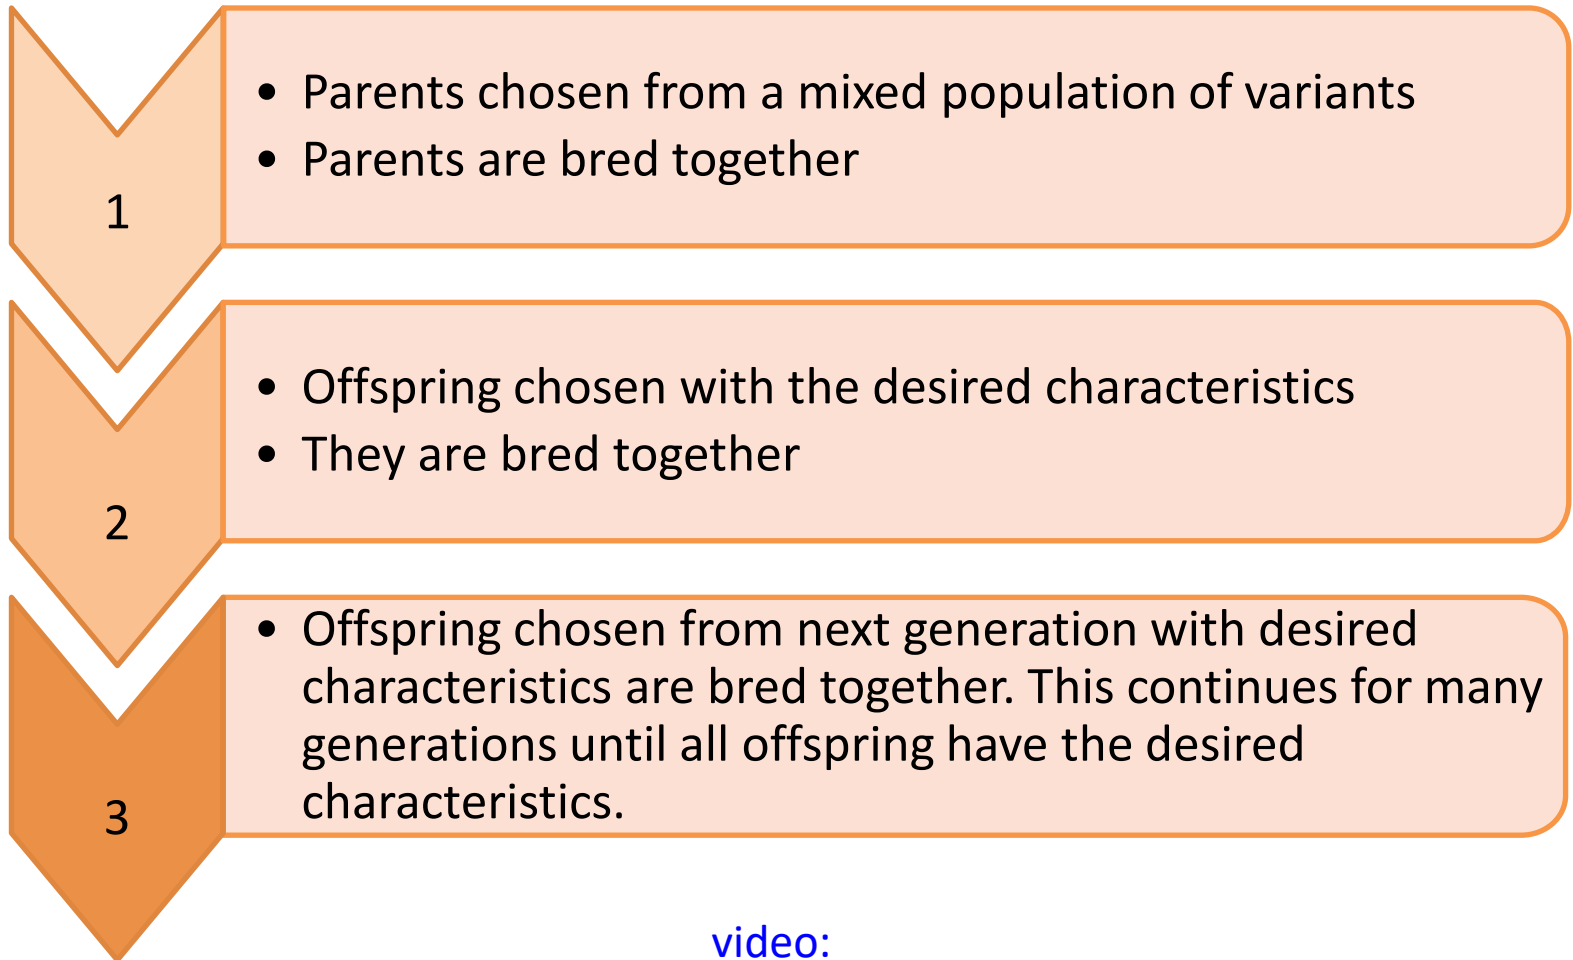 • Parents chosen from a mixed population of variants
• Parents are bred together
1
• Offspring chosen with the desired characteristics
• They are bred together
2
• Offspring chosen from next generation with desired
characteristics are bred together. This continues for many
generations until all offspring have the desired
characteristics.
3
video: